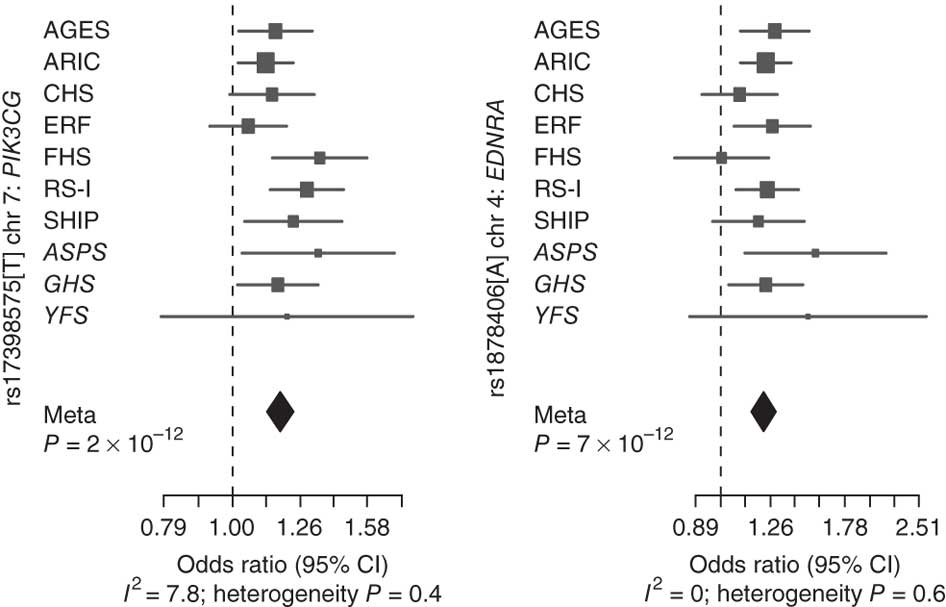 rs17398575[T] chr 7: PIK3CG
AGES
ARIC
CHS
ERF
FHS
RS-I
SHIP
ASPS
GHS
YFS
Meta
P = 2 × 10⁻¹²
0.79 1.00 1.26 1.58
Odds ratio (95% CI)
I² = 7.8; heterogeneity P = 0.4
rs1878406[A] chr 4: EDNRA
AGES
ARIC
CHS
ERF
FHS
RS-I
SHIP
ASPS
GHS
YFS
Meta
P = 7 × 10⁻¹²
0.89 1.26 1.78 2.51
Odds ratio (95% CI)
I² = 0; heterogeneity P = 0.6